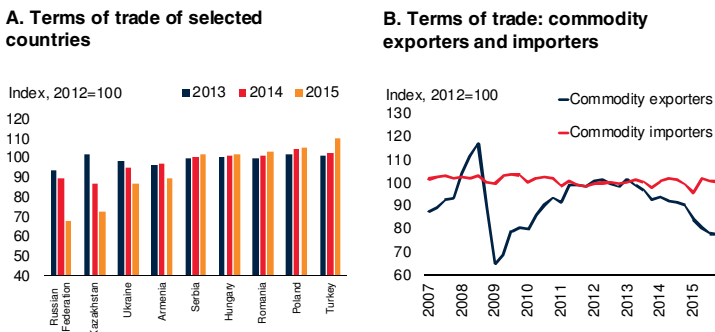 A. Terms of trade of selected
countries
Index, 2012=100
2013 2014 2015
120
110
100
90
80
70
60
50
40
Russian
Federation
Kazakhstan
Ukraine
Armenia
Serbia
Hungary
Romania
Poland
Turkey
B. Terms of trade: commodity
exporters and importers
Index, 2012=100
Commodity exporters
Commodity importers
130
120
110
100
90
80
70
60
2007
2008
2009
2010
2011
2012
2013
2014
2015